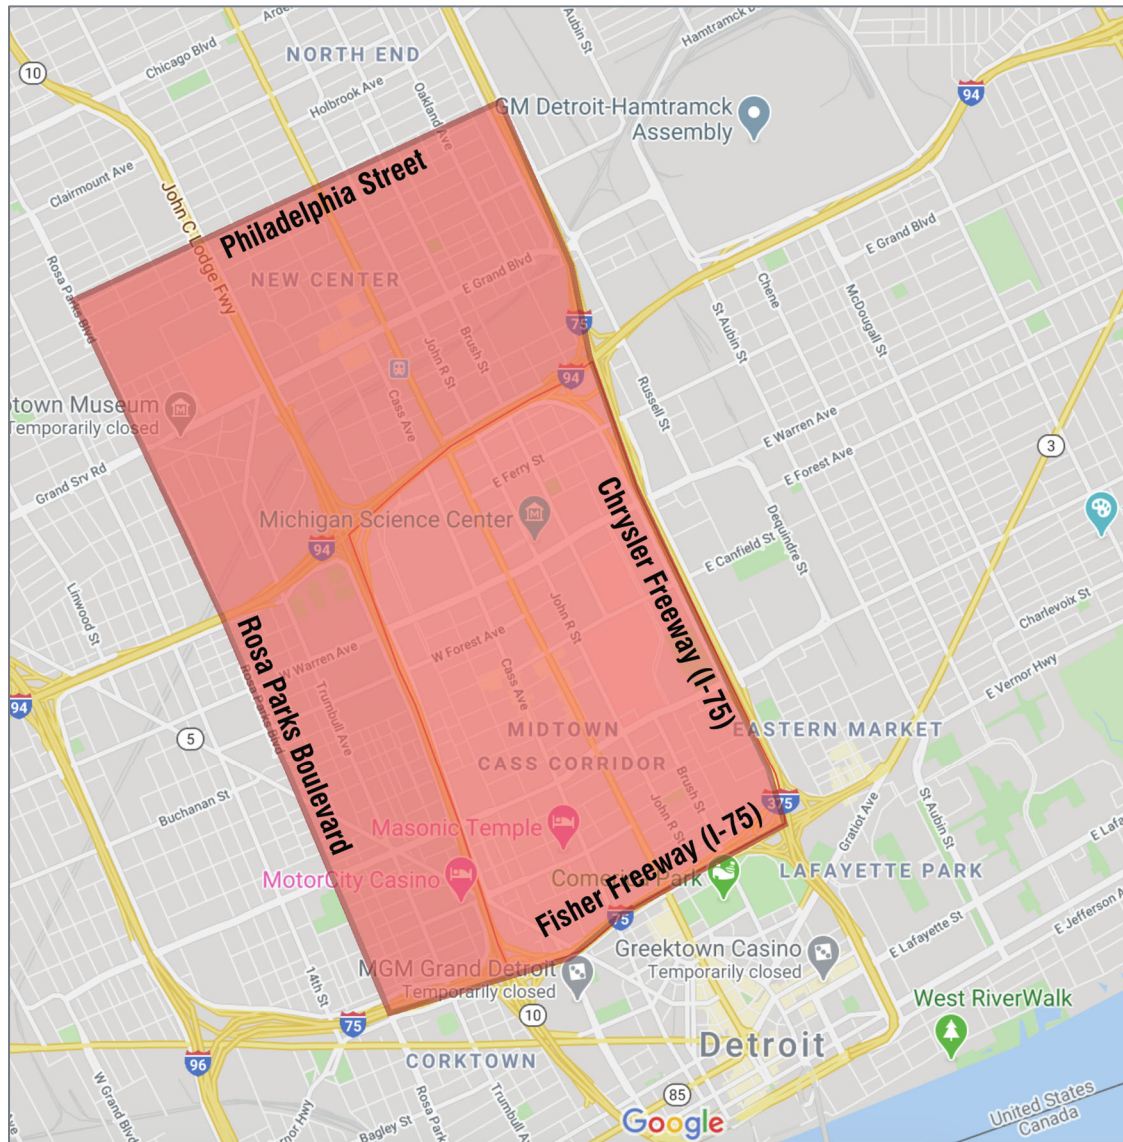 NORTH END
Aubin St
Hamtramck
10
Chicago Blvd
Holbrook Ave
Oakland Ave
94
GM Detroit-Hamtramck
Assembly
Clairmount Ave
John C Lodge Fwy
Philadelphia Street
Rosa Parks Blvd
NEW CENTER
E Grand Blvd
E Grand Blvd
Chene
McDougall St
St Aubin St
75
John R St
Brush St
94
Cass Ave
Russell St
otown Museum
Temporarily closed
E Warren Ave
3
E Forest Ave
Grand Srv Rd
E Ferry St
Michigan Science Center
Chrysler Freeway (I-75)
Dequindre St
94
E Canfield St
Linwood St
John R St
Charlevoix St
Rosa Parks Boulevard
W Forest Ave
W Warren Ave
Cass Ave
E Vernor Hwy
Rosa Parks Blvd
Trumbull Ave
94
5
MIDTOWN
EASTERN MARKET
CASS CORRIDOR
Buchanan St
Brush St
John R St
375
St Aubin St
Gratiot Ave
Masonic Temple
Fisher Freeway (I-75)
E Lafa
MotorCity Casino
LAFAYETTE PARK
75
E Lafayette St
E Jefferson A
Greektown Casino
Temporarily closed
MGM Grand Detroit
Temporarily closed
14th St
West RiverWalk
75
10
Detroit
96
CORKTOWN
W Grand Blvd
Rosa Park
Trumbull A
85
Google
Bagley St
United States
Canada